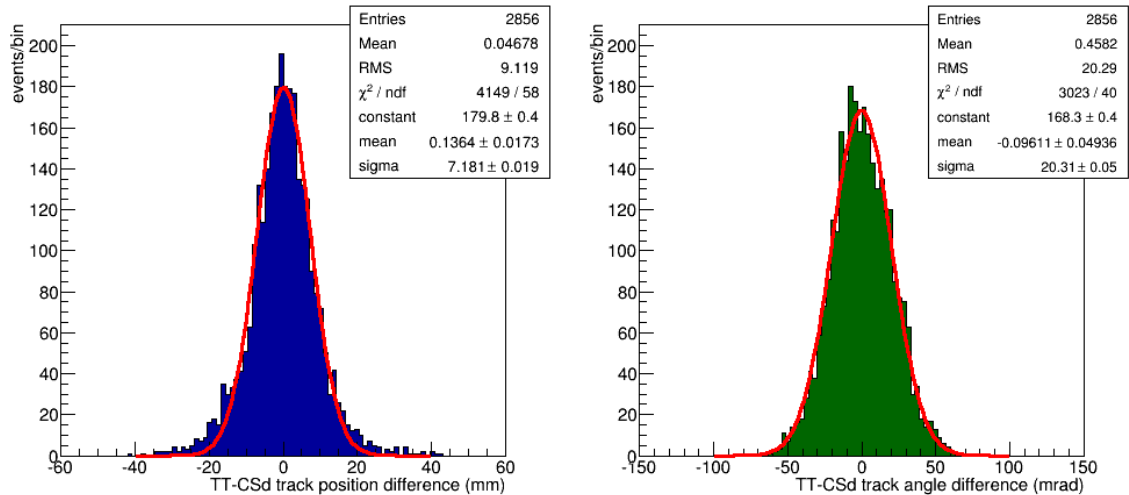 Entries 2856
Mean 0.04678
RMS 9.119
χ² / ndf 4149 / 58
constant 179.8 ± 0.4
mean 0.1364 ± 0.0173
sigma 7.181 ± 0.019
events/bin
200
180
160
140
120
100
80
60
40
20
0
-60 -40 -20 0 20 40 60
TT-CSd track position difference (mm)
Entries 2856
Mean 0.4582
RMS 20.29
χ² / ndf 3023 / 40
constant 168.3 ± 0.4
mean -0.09611 ± 0.04936
sigma 20.31 ± 0.05
events/bin
200
180
160
140
120
100
80
60
40
20
0
-150 -100 -50 0 50 100 150
TT-CSd track angle difference (mrad)